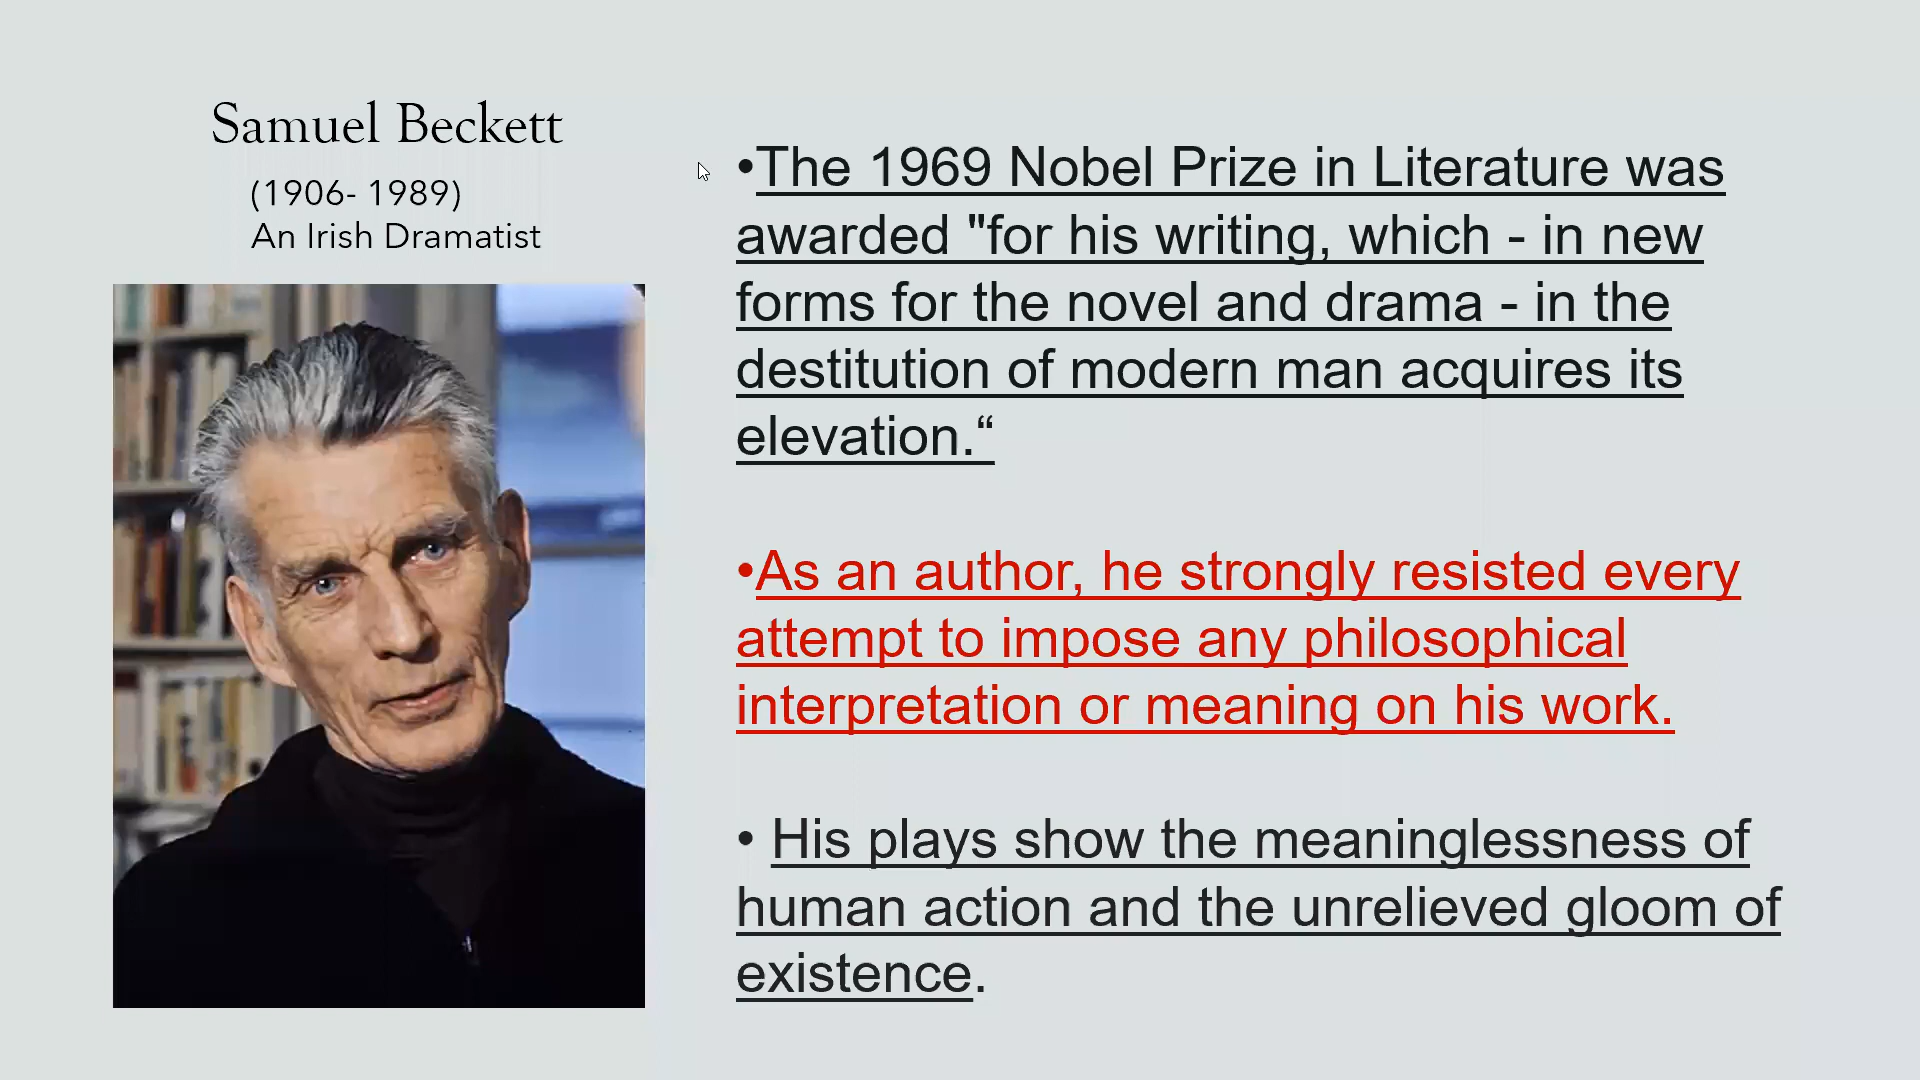 Samuel Beckett
(1906- 1989)
An Irish Dramatist
•The 1969 Nobel Prize in Literature was
awarded "for his writing, which - in new
forms for the novel and drama - in the
destitution of modern man acquires its
elevation.“
•As an author, he strongly resisted every
attempt to impose any philosophical
interpretation or meaning on his work.
• His plays show the meaninglessness of
human action and the unrelieved gloom of
existence.